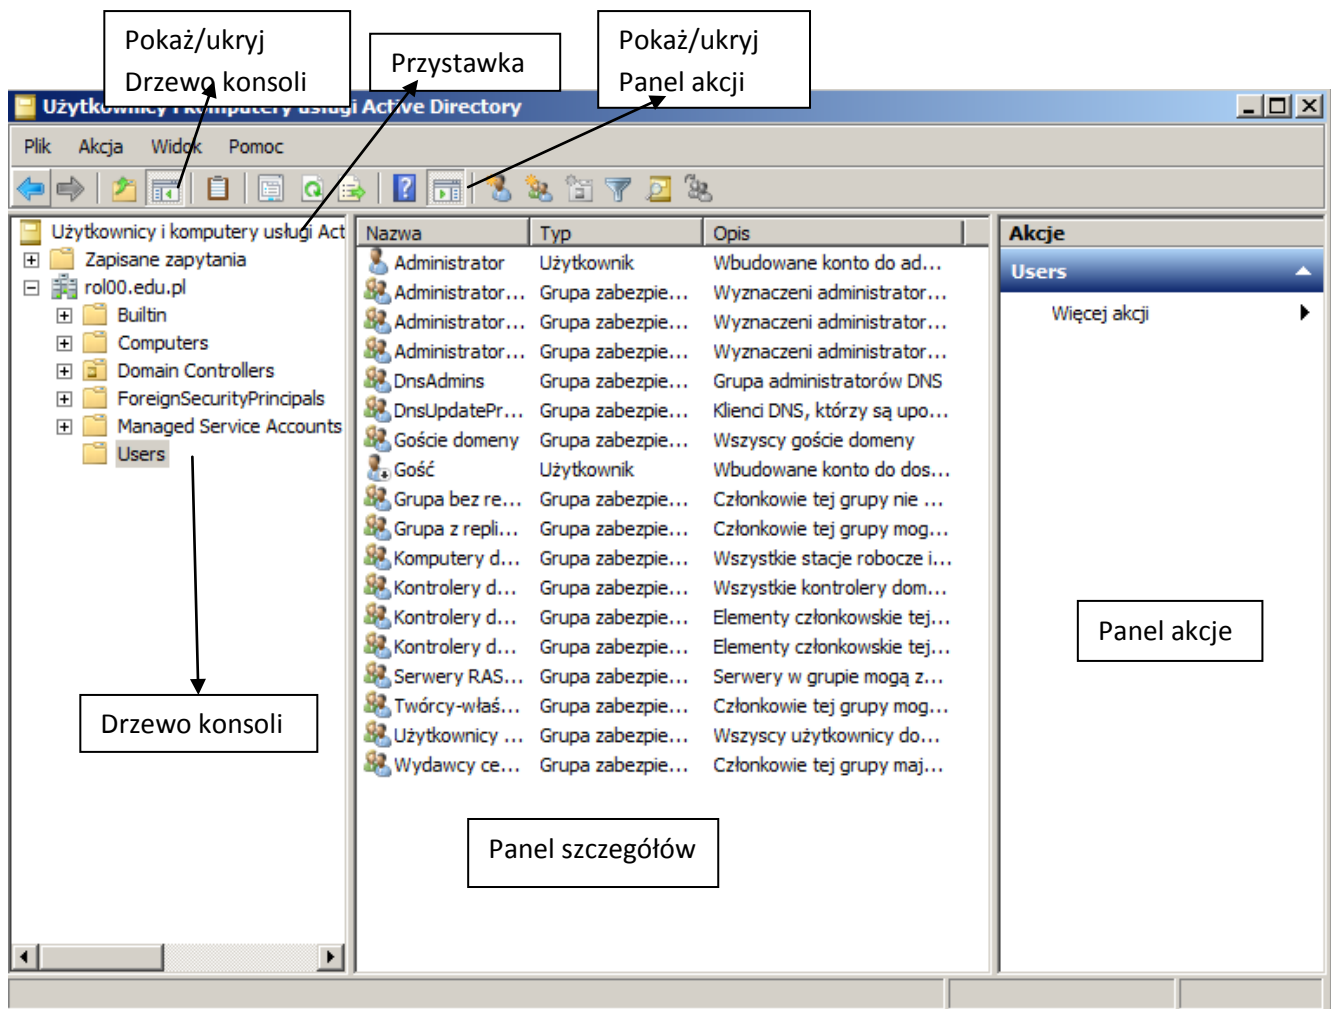 Pokaż/ukryj
Drzewo konsoli
Przystawka
Pokaż/ukryj
Panel akcji
Użytkownicy i komputery usługi Active Directory
Plik Akcja Widok Pomoc
Użytkownicy i komputery usługi Act
Zapisane zapytania
rol00.edu.pl
Builtin
Computers
Domain Controllers
ForeignSecurityPrincipals
Managed Service Accounts
Users
Drzewo konsoli
Nazwa Typ Opis
Administrator Użytkownik Wbudowane konto do ad...
Administrator... Grupa zabezpie... Wyznaczeni administrator...
Administrator... Grupa zabezpie... Wyznaczeni administrator...
Administrator... Grupa zabezpie... Wyznaczeni administrator...
DnsAdmins Grupa zabezpie... Grupa administratorów DNS
DnsUpdatePr... Grupa zabezpie... Klienci DNS, którzy są upo...
Goście domeny Grupa zabezpie... Wszyscy goście domeny
Gość Użytkownik Wbudowane konto do dos...
Grupa bez re... Grupa zabezpie... Członkowie tej grupy nie ...
Grupa z repli... Grupa zabezpie... Członkowie tej grupy mog...
Komputery d... Grupa zabezpie... Wszystkie stacje robocze i...
Kontrolery d... Grupa zabezpie... Wszystkie kontrolery dom...
Kontrolery d... Grupa zabezpie... Elementy członkowskie tej...
Kontrolery d... Grupa zabezpie... Elementy członkowskie tej...
Serwery RAS... Grupa zabezpie... Serwery w grupie mogą z...
Twórcy-właś... Grupa zabezpie... Członkowie tej grupy mog...
Użytkownicy ... Grupa zabezpie... Wszyscy użytkownicy do...
Wydawcy ce... Grupa zabezpie... Członkowie tej grupy maj...
Panel szczegółów
Akcje
Users
Więcej akcji
Panel akcje